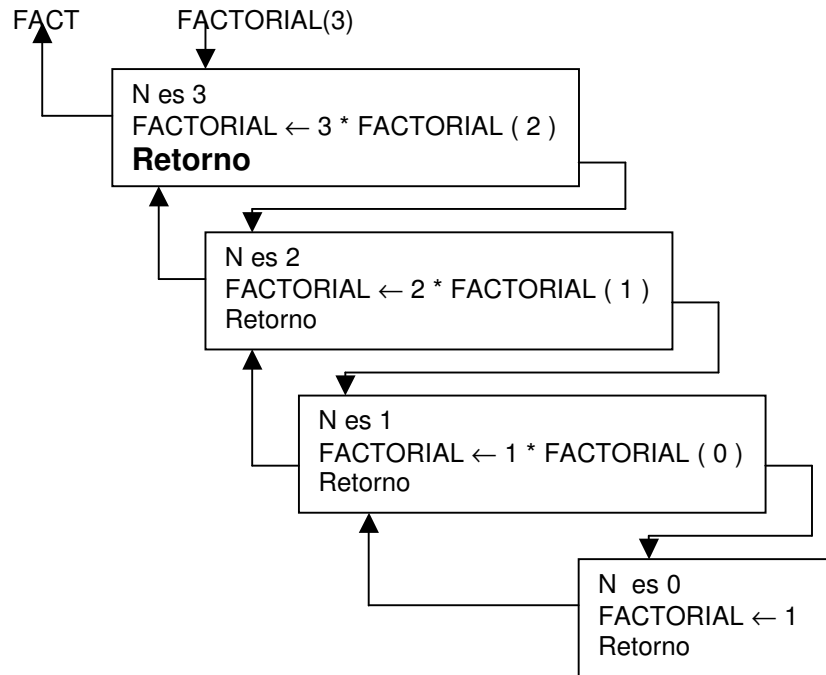 FACT FACTORIAL(3)
N es 3
FACTORIAL ← 3 * FACTORIAL ( 2 )
Retorno
N es 2
FACTORIAL ← 2 * FACTORIAL ( 1 )
Retorno
N es 1
FACTORIAL ← 1 * FACTORIAL ( 0 )
Retorno
N es 0
FACTORIAL ← 1
Retorno